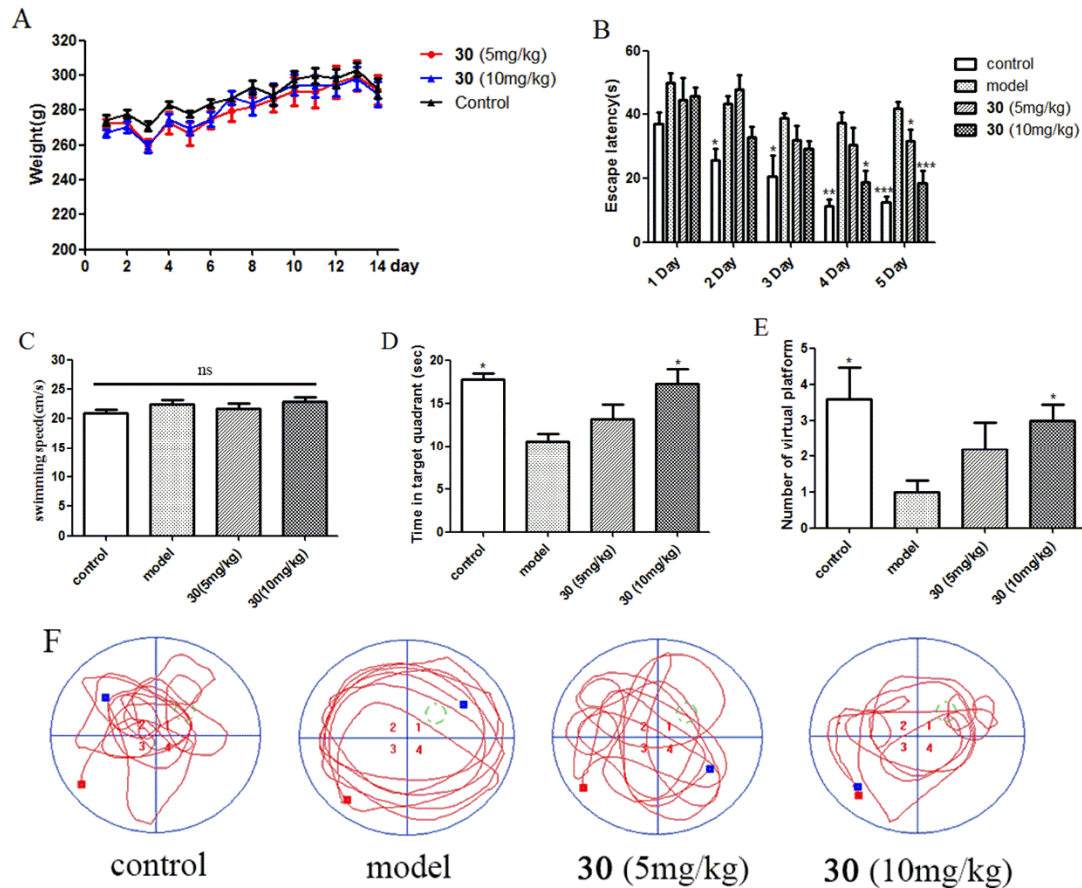 A
Weight(g)
320
300
280
260
240
220
200
0 2 4 6 8 10 12 14 day
30 (5mg/kg)
30 (10mg/kg)
Control
B
Escape latency(s)
60
40
20
0
* * ** * *** * ***
1 Day 2 Day 3 Day 4 Day 5 Day
control
model
30 (5mg/kg)
30 (10mg/kg)
C
swimming speed(cm/s)
30
25
20
15
10
5
0
ns
control model 30(5mg/kg) 30(10mg/kg)
D
Time in target quadrant (sec)
20
15
10
5
0
* *
control model 30 (5mg/kg) 30 (10mg/kg)
E
Number of virtual platform
5
4
3
2
1
0
* *
control model 30 (5mg/kg) 30 (10mg/kg)
F
2
3 4
2 1
3 4
2 1
3 4
2 1
3 4
control model 30 (5mg/kg) 30 (10mg/kg)